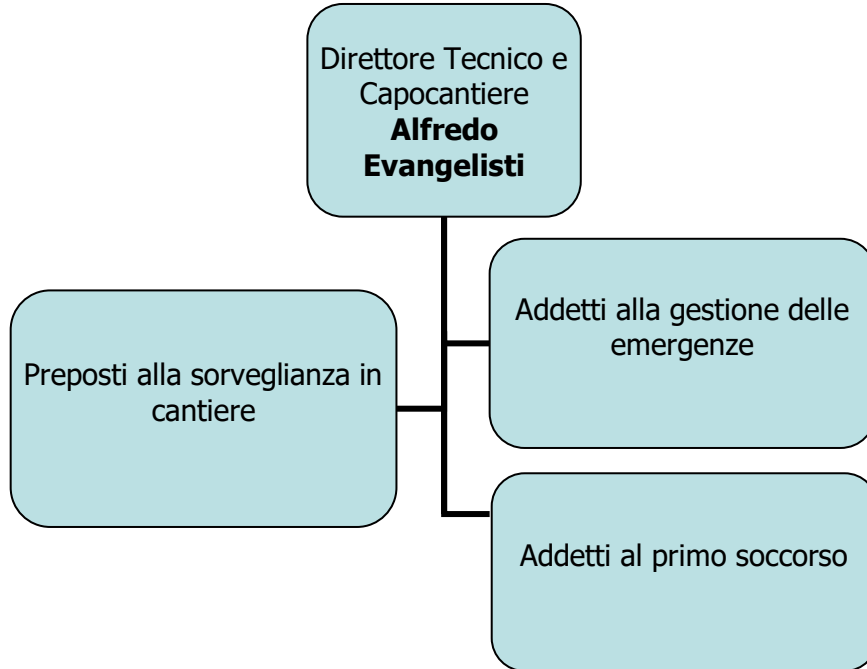 Direttore Tecnico e
Capocantiere
Alfredo
Evangelisti
Addetti alla gestione delle
emergenze
Preposti alla sorveglianza in
cantiere
Addetti al primo soccorso